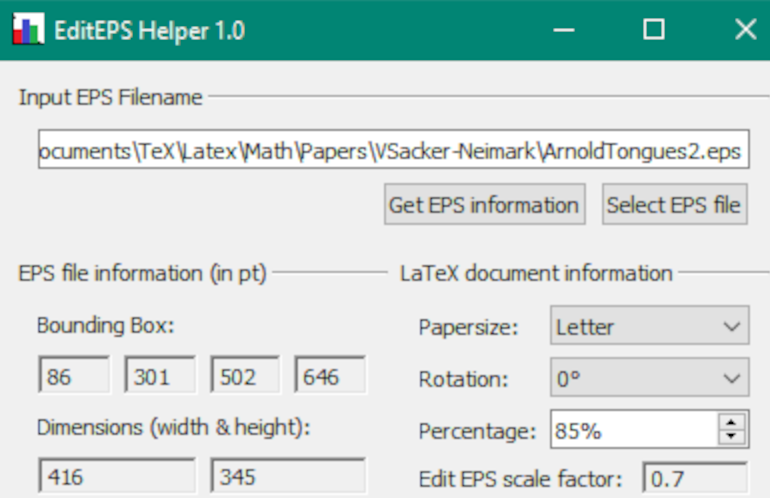 EditEPS Helper 1.0
Input EPS Filename
ocuments\TeX\Latex\Math\Papers\VSacker-Neimark\ArnoldTongues2.eps
Get EPS information Select EPS file
EPS file information (in pt) LaTeX document information
Bounding Box: Papersize: Letter
86 301 502 646 Rotation: 0°
Dimensions (width & height): Percentage: 85%
416 345 Edit EPS scale factor: 0.7